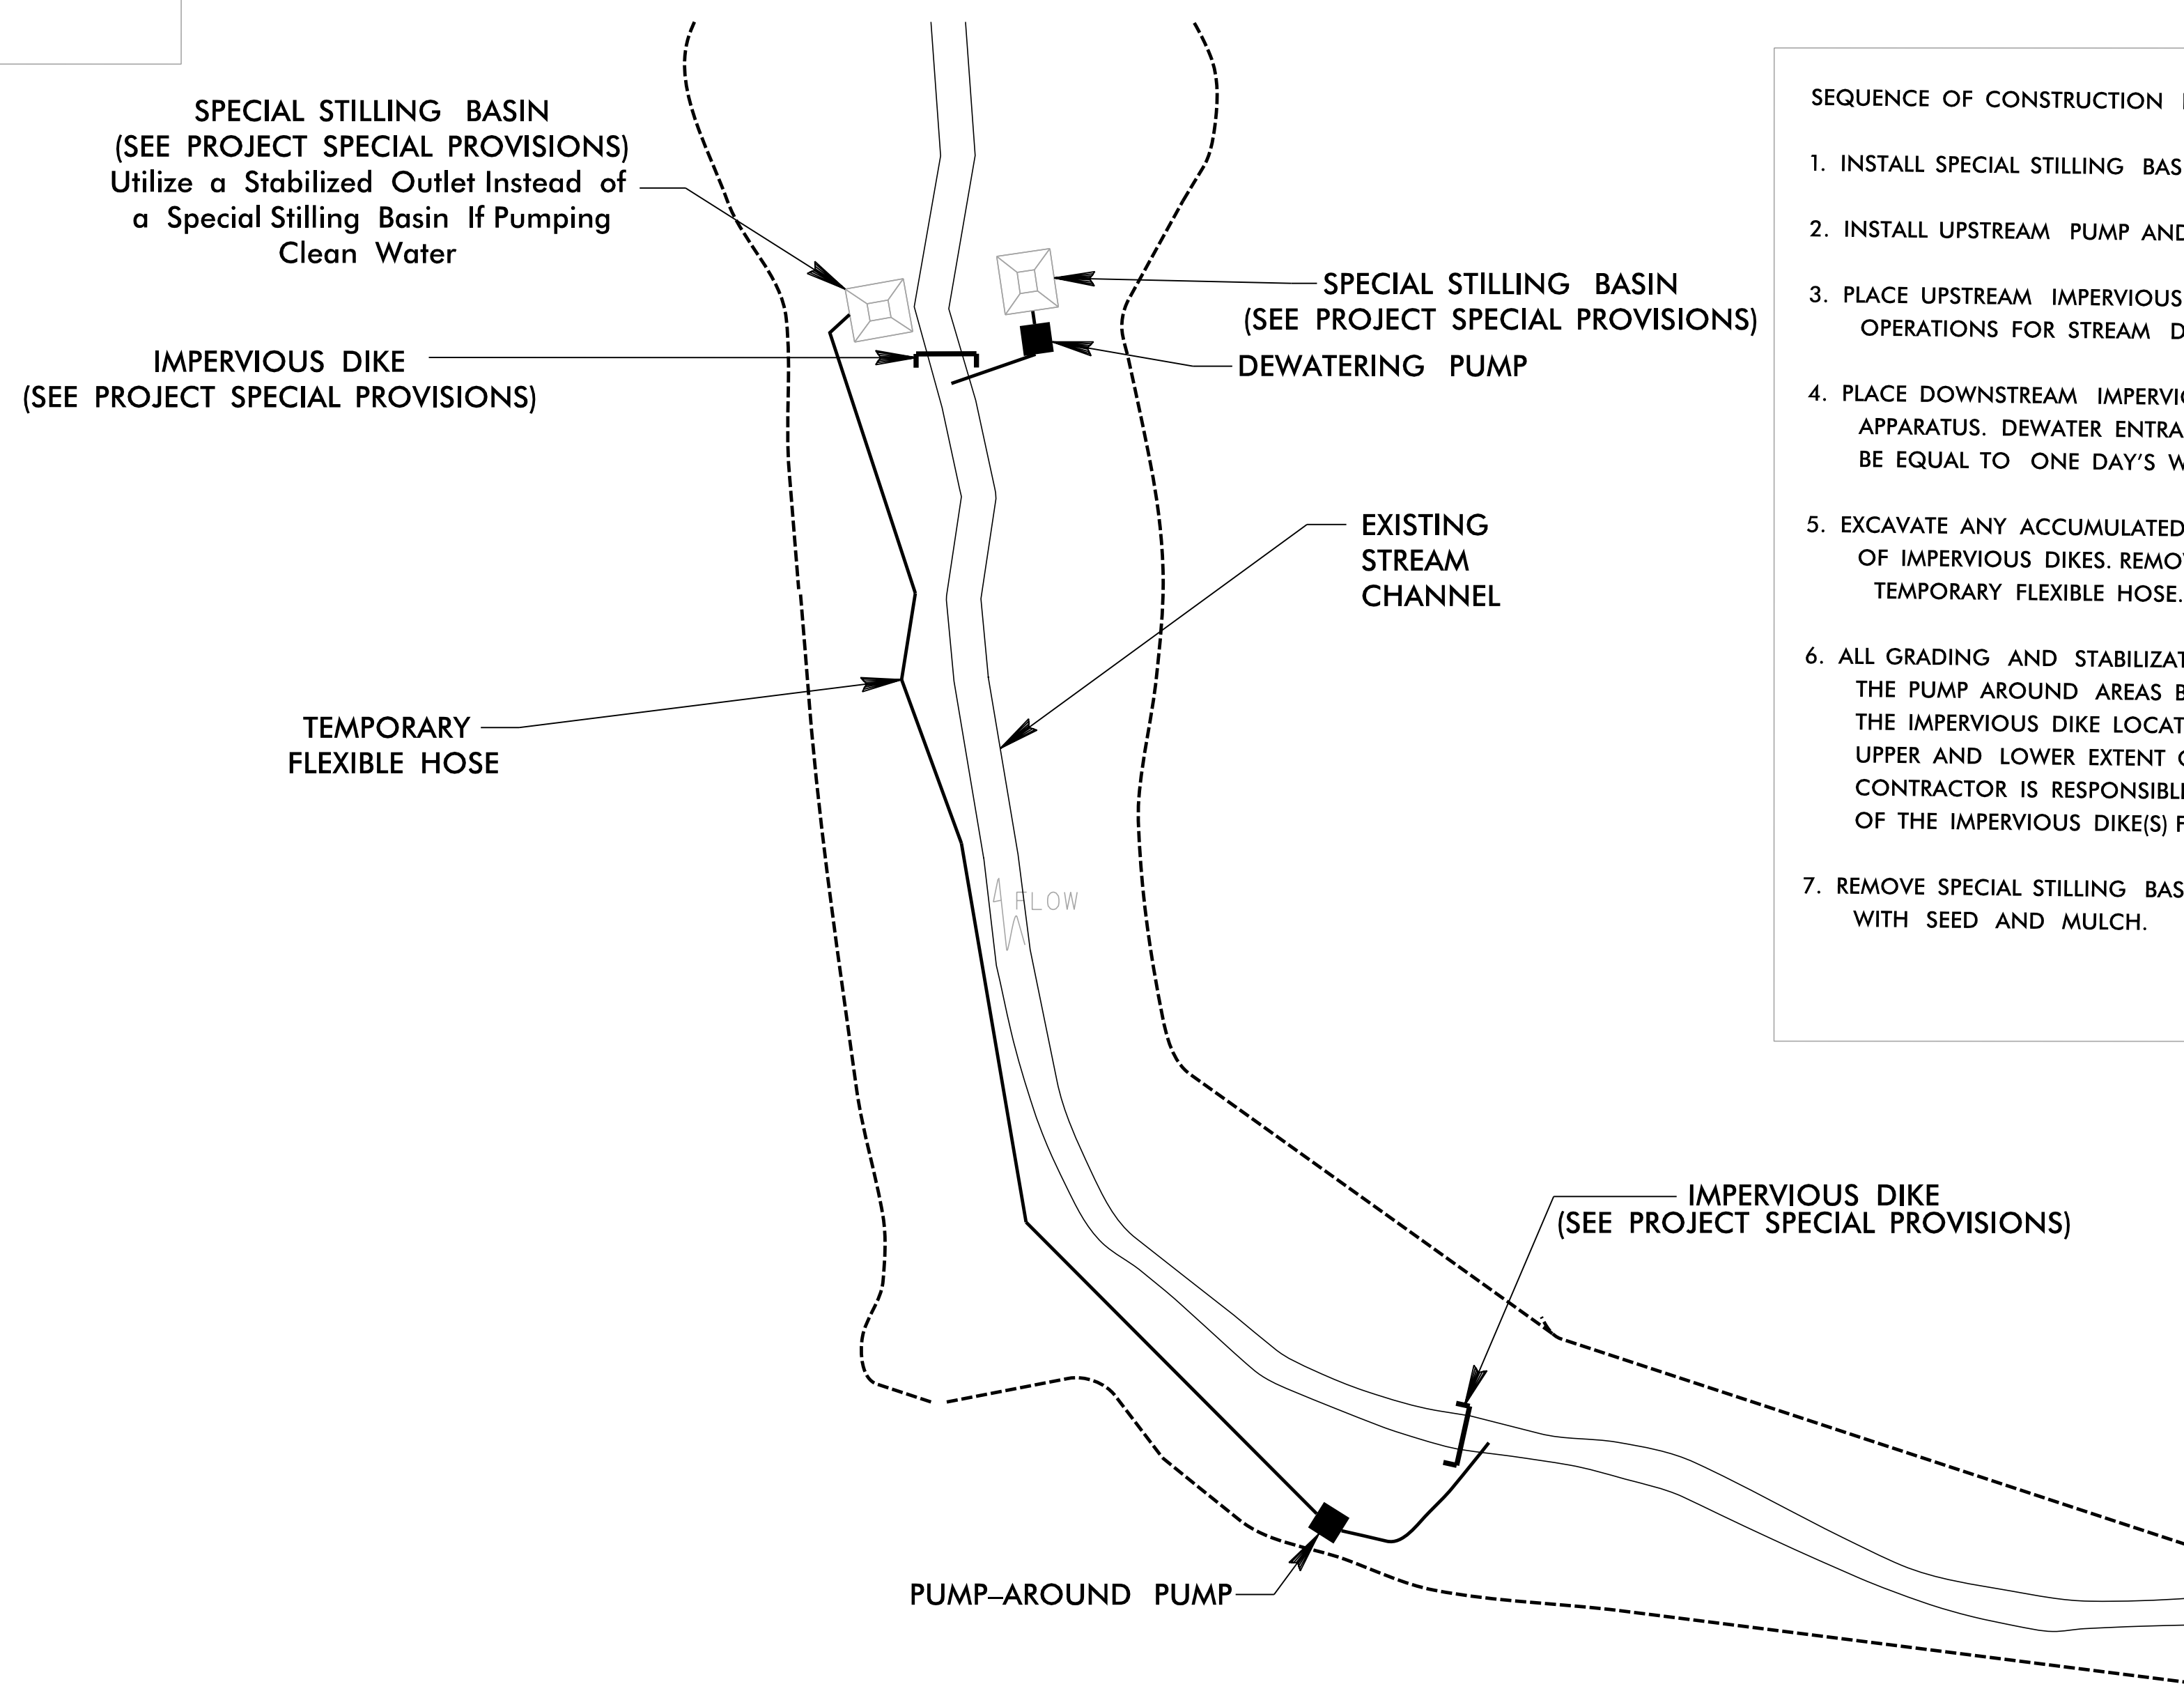 SPECIAL STILLING BASIN
(SEE PROJECT SPECIAL PROVISIONS)
Utilize a Stabilized Outlet Instead of
a Special Stilling Basin If Pumping
Clean Water
IMPERVIOUS DIKE
(SEE PROJECT SPECIAL PROVISIONS)
SPECIAL STILLING BASIN
(SEE PROJECT SPECIAL PROVISIONS)
DEWATERING PUMP
EXISTING
STREAM
CHANNEL
TEMPORARY
FLEXIBLE HOSE
FLOW
IMPERVIOUS DIKE
(SEE PROJECT SPECIAL PROVISIONS)
PUMP-AROUND PUMP
SEQUENCE OF CONSTRUCTION
1. INSTALL SPECIAL STILLING
2. INSTALL UPSTREAM PUMP
3. PLACE UPSTREAM IMPERVIOUS
OPERATIONS FOR STREAM
4. PLACE DOWNSTREAM
APPARATUS. DEWATER
BE EQUAL TO ONE DAY'S
5. EXCAVATE ANY ACCUMULATED
OF IMPERVIOUS DIKES.
TEMPORARY FLEXIBLE HOSE.
6. ALL GRADING AND
THE PUMP AROUND AREAS
THE IMPERVIOUS DIKE
UPPER AND LOWER EXTENT
CONTRACTOR IS
OF THE IMPERVIOUS DIKE(S)
7. REMOVE SPECIAL STILLING
WITH SEED AND MULCH.